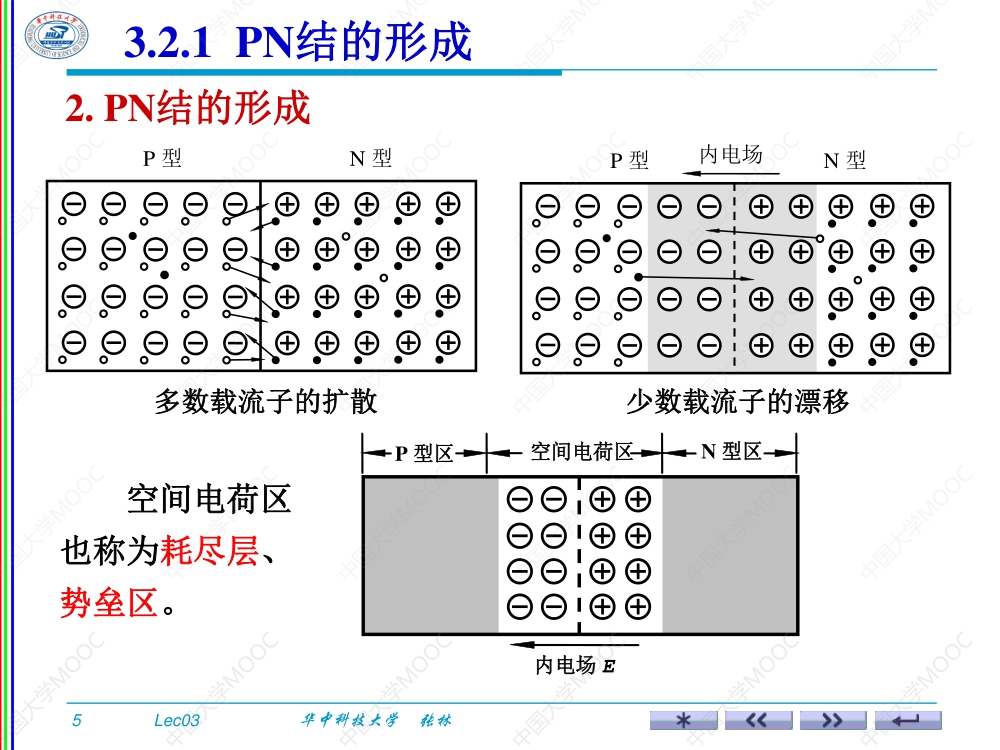 3.2.1 PN结的形成
2. PN结的形成
P 型
N 型
P 型
内电场
N 型
多数载流子的扩散
少数载流子的漂移
P 型区
空间电荷区
N 型区
空间电荷区
也称为耗尽层、
势垒区。
内电场 E
5
Lec03
华中科技大学 张林
中国大学MOOC